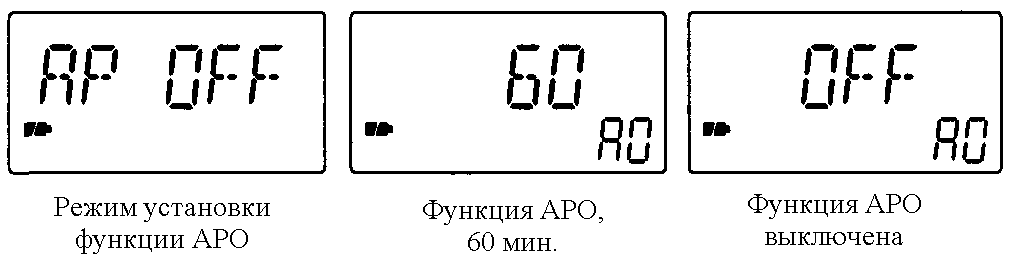 AP OFF
60
A0
OFF
A0
Режим установки
функции АРО
Функция АРО,
60 мин.
Функция АРО
выключена